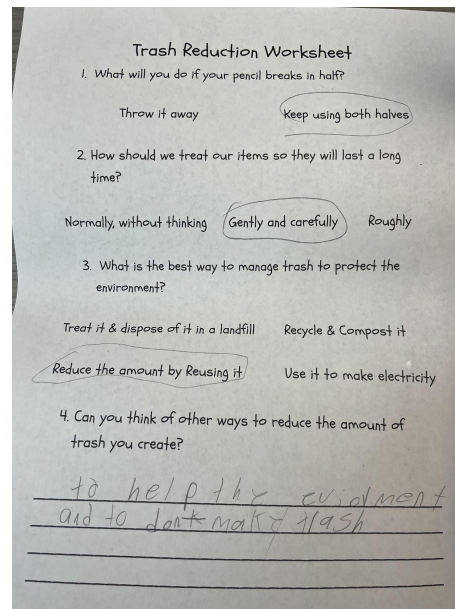 Trash Reduction Worksheet
1. What will you do if your pencil breaks in half?
Throw it away Keep using both halves
2. How should we treat our items so they will last a long
time?
Normally, without thinking Gently and carefully Roughly
3. What is the best way to manage trash to protect the
environment?
Treat it & dispose of it in a landfill Recycle & Compost it
Reduce the amount by Reusing it Use it to make electricity
4. Can you think of other ways to reduce the amount of
trash you create?
to help the
and to dont make trash